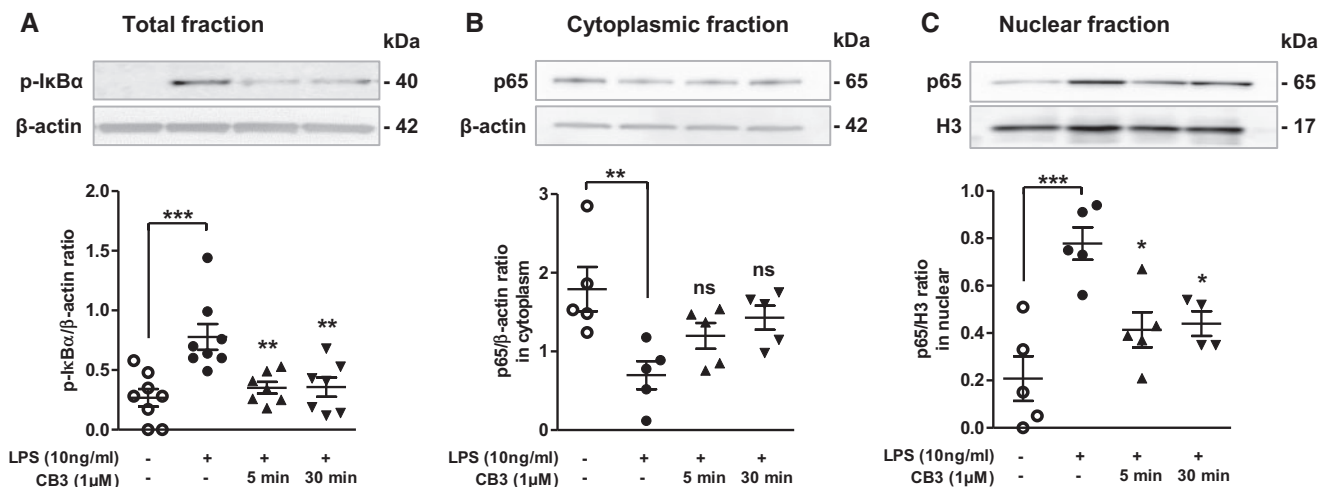 A Total fraction
kDa
p-IκBα - 40
β-actin - 42
***
**
**
p-IκBα/β-actin ratio
2.0
1.5
1.0
0.5
0.0
LPS (10ng/ml) - + + +
CB3 (1µM) - - 5 min 30 min
B Cytoplasmic fraction
kDa
p65 - 65
β-actin - 42
**
ns
ns
p65/β-actin ratio
in cytoplasm
3
2
1
0
LPS (10ng/ml) - + + +
CB3 (1µM) - - 5 min 30 min
C Nuclear fraction
kDa
p65 - 65
H3 - 17
***
*
*
p65/H3 ratio
in nuclear
1.0
0.8
0.6
0.4
0.2
0.0
LPS (10ng/ml) - + + +
CB3 (1µM) - - 5 min 30 min